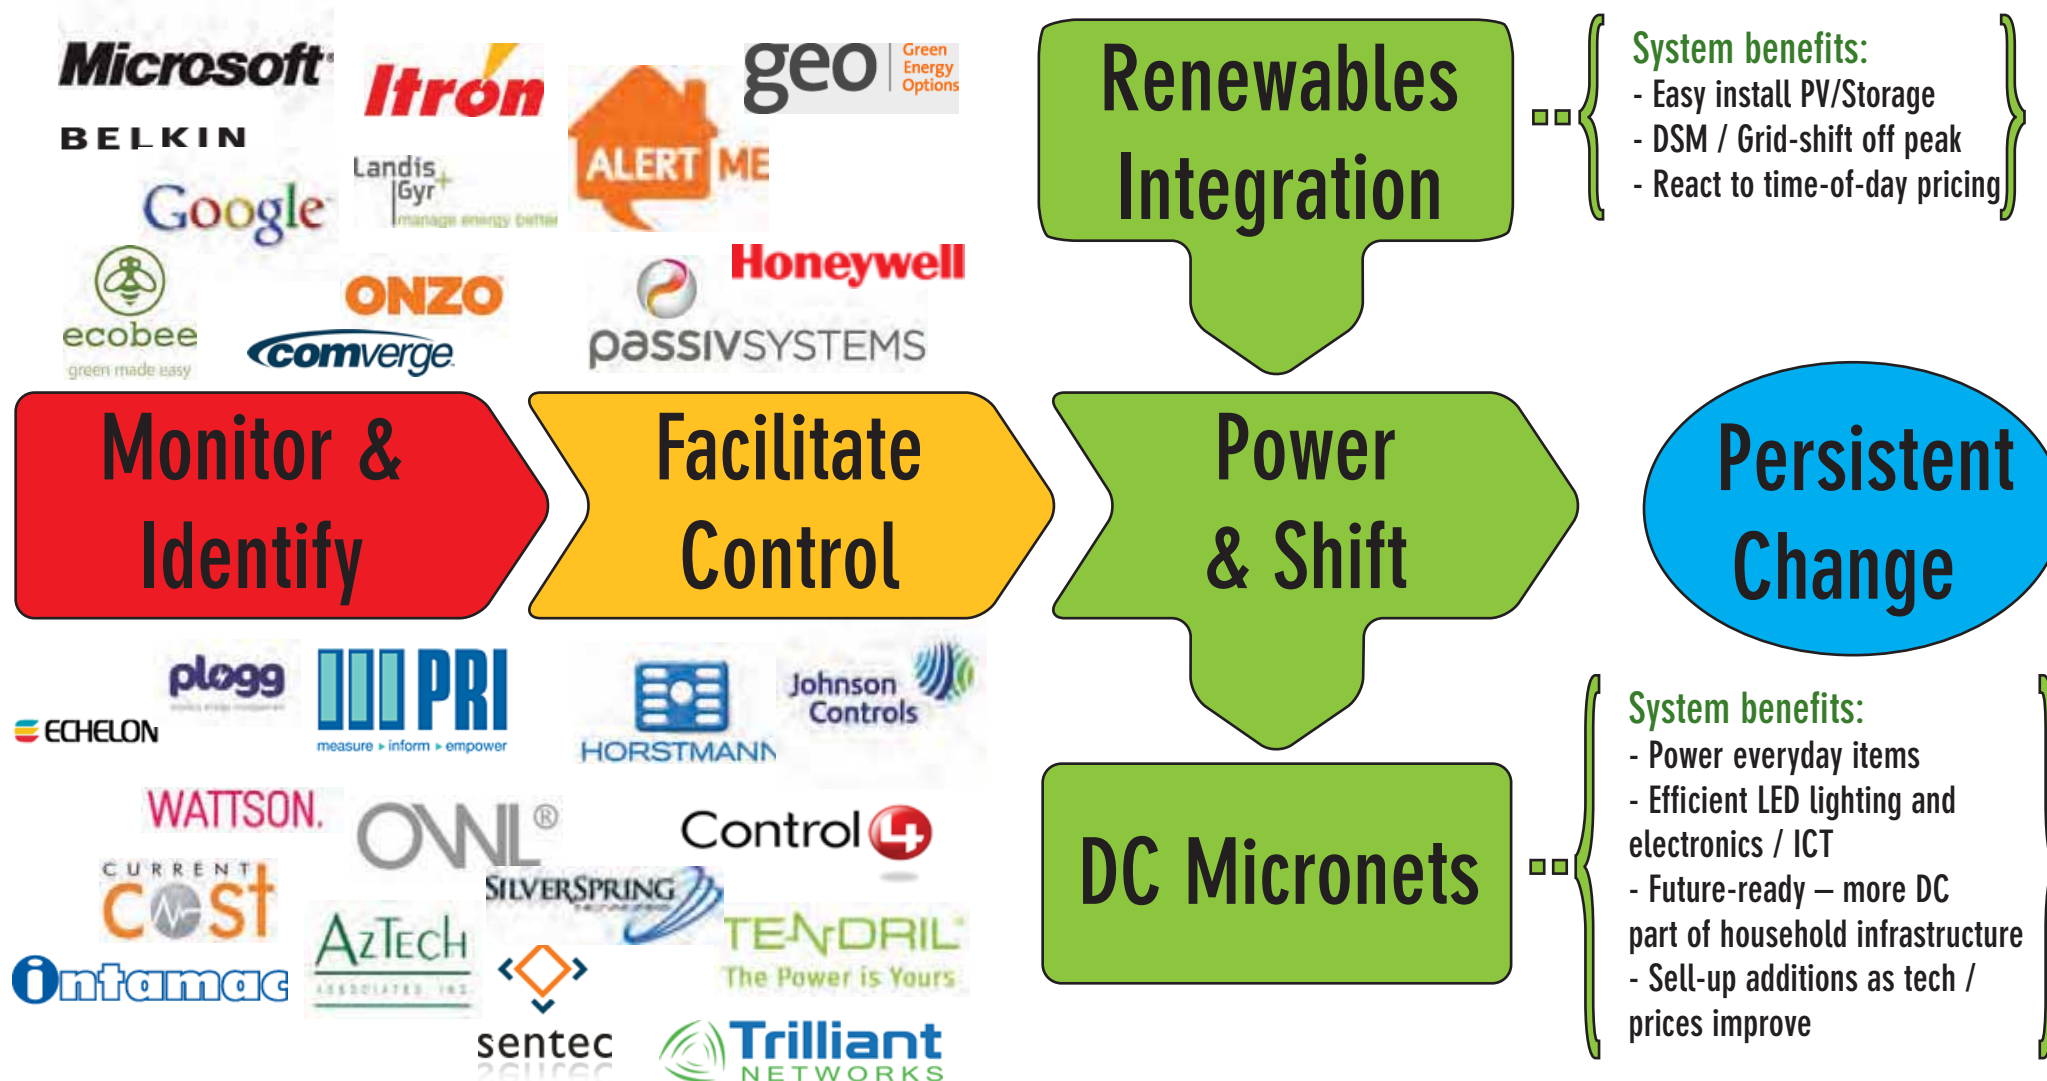 Microsoft
Itron
geo
Green
Energy
Options
BELKIN
ALERT ME
Landis
Gyr+
manage energy better
Google
Honeywell
ecobee
green made easy
ONZO
comverge
PASSIVSYSTEMS
Renewables
Integration
System benefits:
- Easy install PV/Storage
- DSM / Grid-shift off peak
- React to time-of-day pricing
Monitor &
Identify
Facilitate
Control
Power
& Shift
Persistent
Change
plogg
ECHELON
PRI
measure ▸ inform ▸ empower
HORSTMANN
Johnson
Controls
WATTSON.
OWL®
Control4
CURRENT
COST
SILVERSPRING
AZTECH
ASSOCIATES INC
TENDRIL
The Power is Yours
intamac
sentec
Trilliant
NETWORKS
DC Micronets
System benefits:
- Power everyday items
- Efficient LED lighting and
electronics / ICT
- Future-ready – more DC
part of household infrastructure
- Sell-up additions as tech /
prices improve